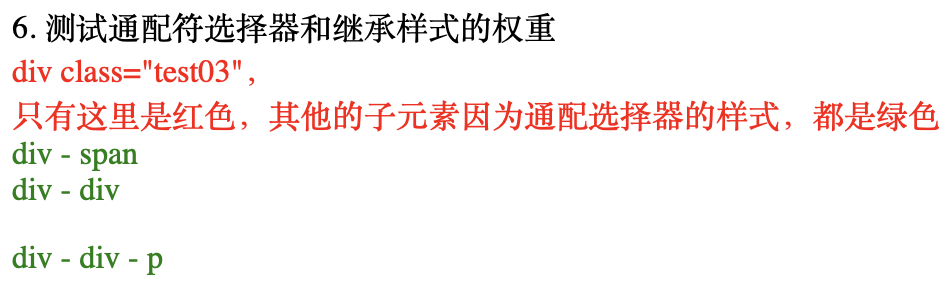 6. 测试通配符选择器和继承样式的权重
div class="test03"，
只有这里是红色，其他的子元素因为通配选择器的样式，都是绿色
div - span
div - div
div - div - p